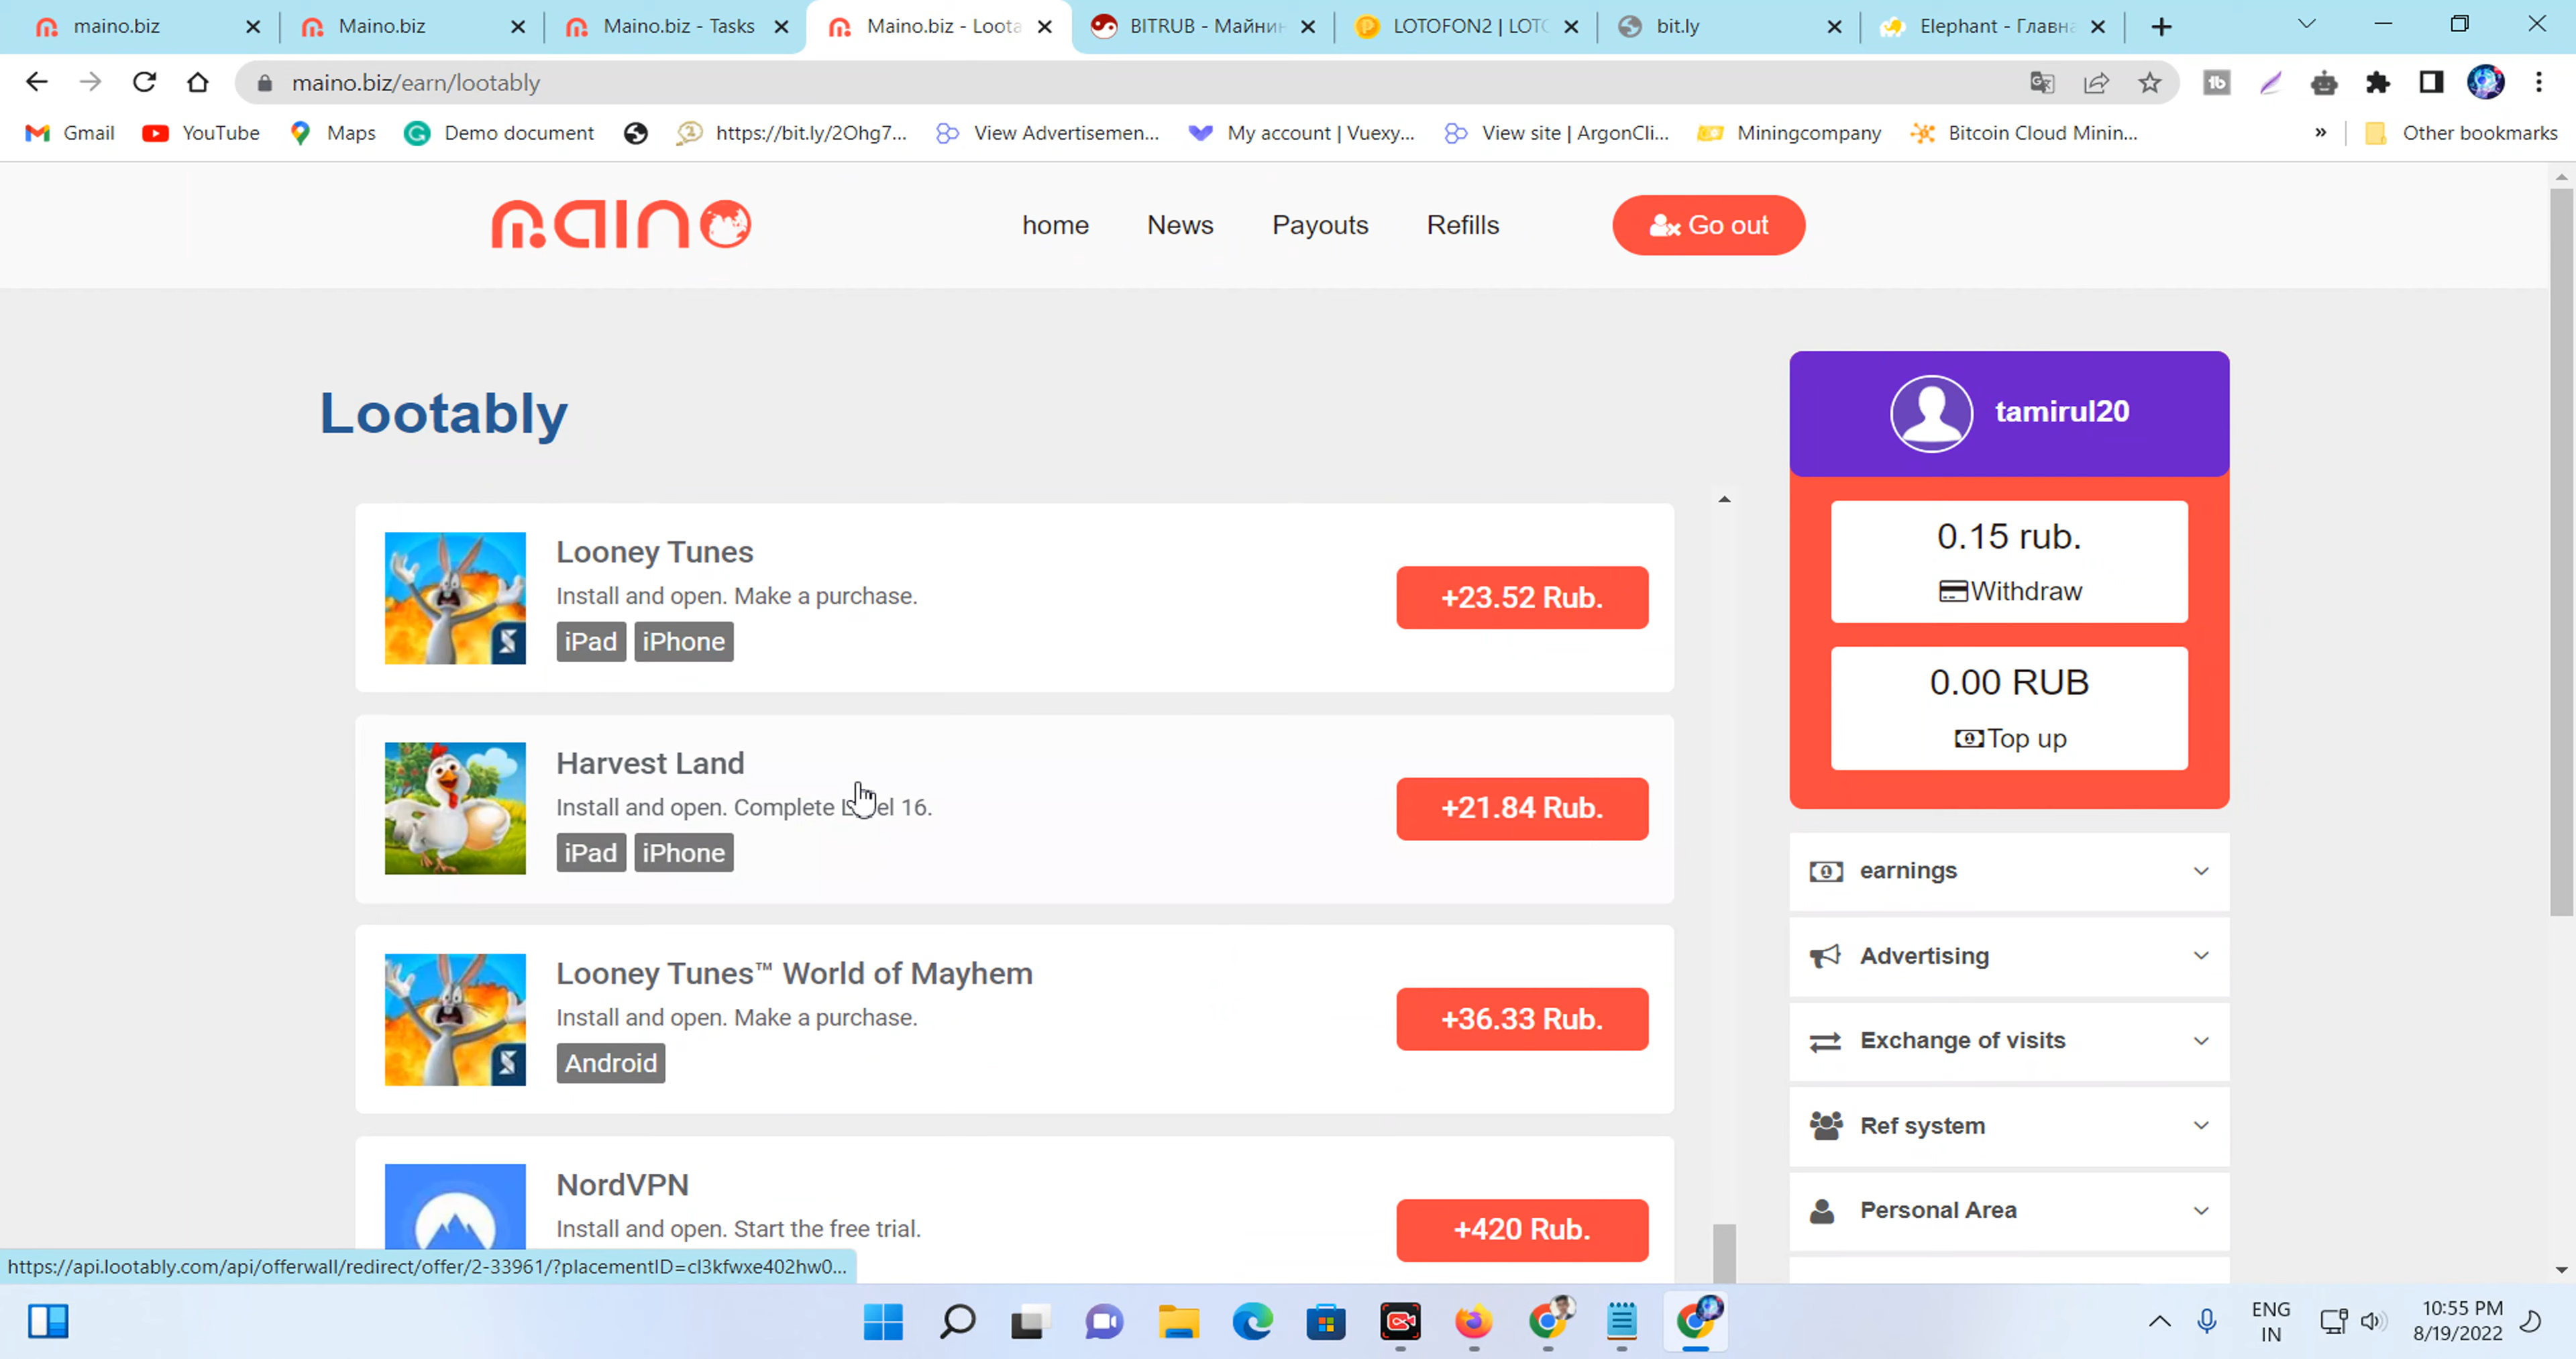 maino.biz
Maino.biz
Maino.biz - Tasks
Maino.biz - Loota
BITRUB - Майнин
LOTOFON2 | LOTO
bit.ly
Elephant - Главна
maino.biz/earn/lootably
Gmail
YouTube
Maps
Demo document
https://bit.ly/2Ohg7...
View Advertisemen...
My account | Vuexy...
View site | ArgonCli...
Miningcompany
Bitcoin Cloud Minin...
»
Other bookmarks
maino
home
News
Payouts
Refills
Go out
Lootably
Looney Tunes
Install and open. Make a purchase.
iPad iPhone
+23.52 Rub.
Harvest Land
Install and open. Complete Level 16.
iPad iPhone
+21.84 Rub.
Looney Tunes™ World of Mayhem
Install and open. Make a purchase.
Android
+36.33 Rub.
NordVPN
Install and open. Start the free trial.
+420 Rub.
tamirul20
0.15 rub.
Withdraw
0.00 RUB
Top up
earnings
Advertising
Exchange of visits
Ref system
Personal Area
https://api.lootably.com/api/offerwall/redirect/offer/2-33961/?placementID=cl3kfwxe402hw0...
ENG
IN
10:55 PM
8/19/2022